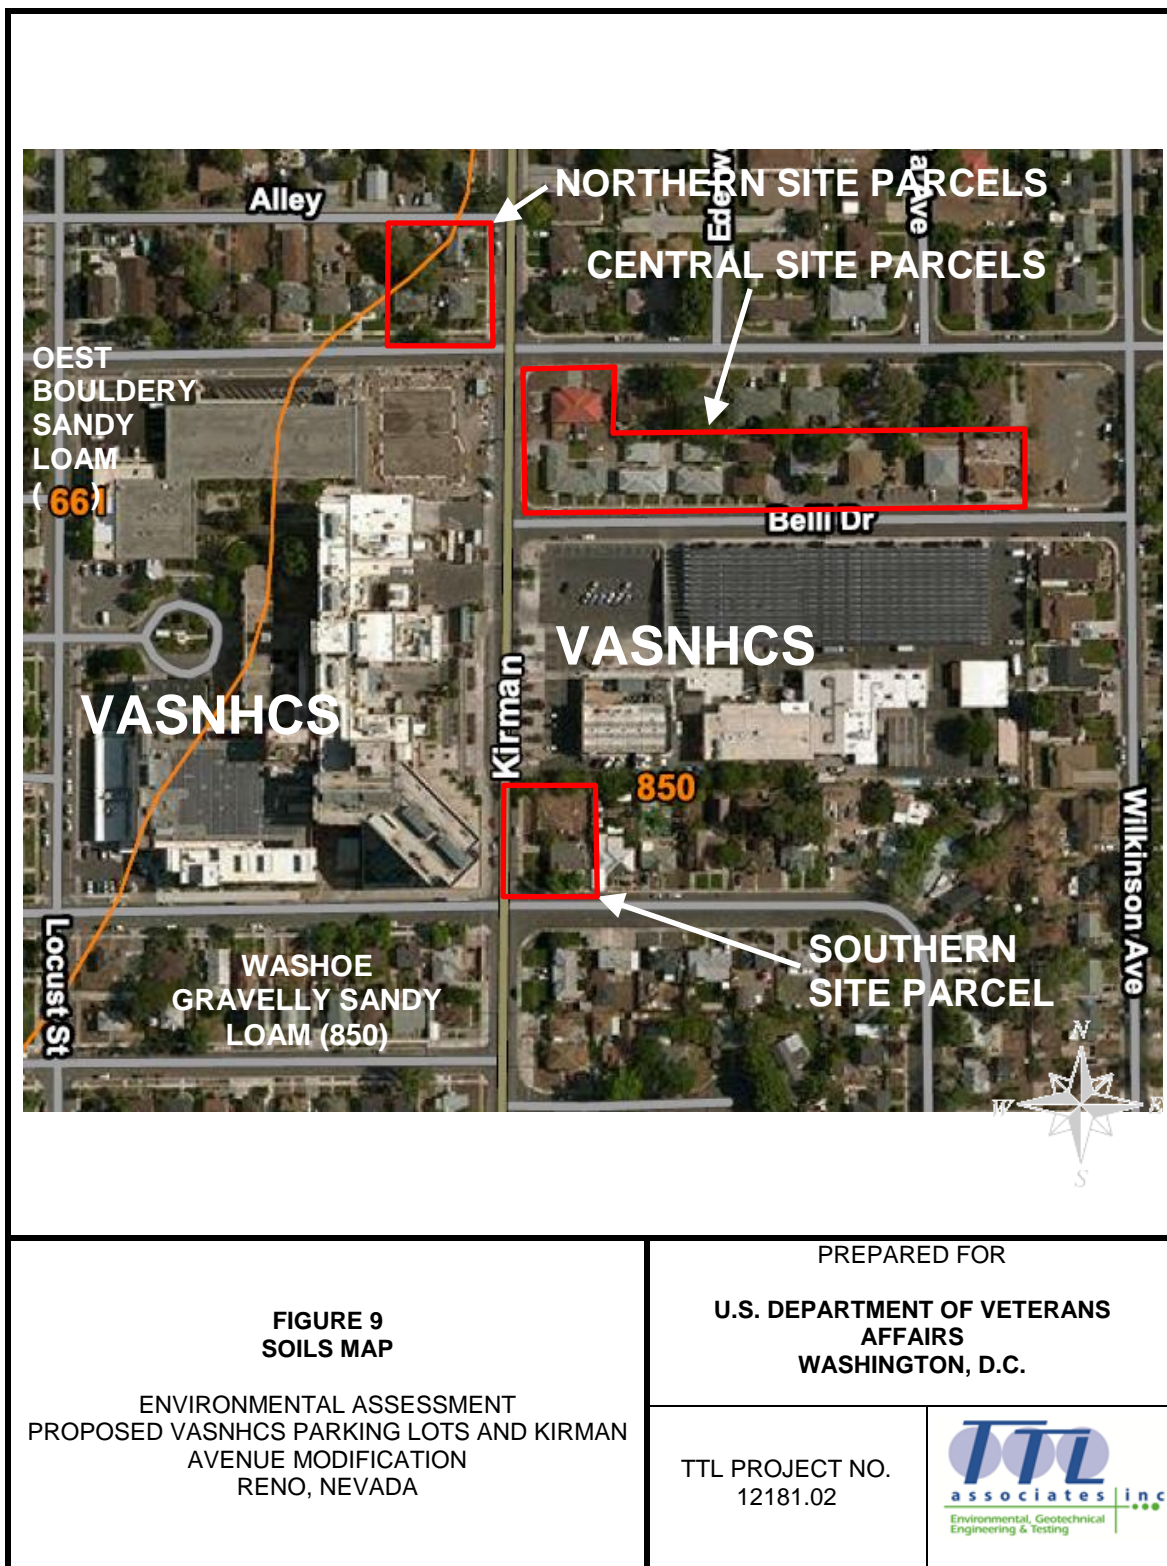 Alley
NORTHERN SITE PARCELS
CENTRAL SITE PARCELS
OEST
BOULDERY
SANDY
LOAM
( )
661
Belli Dr
VASNHCS
VASNHCS
Kirman
850
Wilkinson Ave
Locust St
WASHOE
GRAVELLY SANDY
LOAM (850)
SOUTHERN
SITE PARCEL
N
W
E
S
FIGURE 9
SOILS MAP
ENVIRONMENTAL ASSESSMENT
PROPOSED VASNHCS PARKING LOTS AND KIRMAN
AVENUE MODIFICATION
RENO, NEVADA
PREPARED FOR
U.S. DEPARTMENT OF VETERANS
AFFAIRS
WASHINGTON, D.C.
TTL PROJECT NO.
12181.02
TTL
associates inc
Environmental, Geotechnical
Engineering & Testing